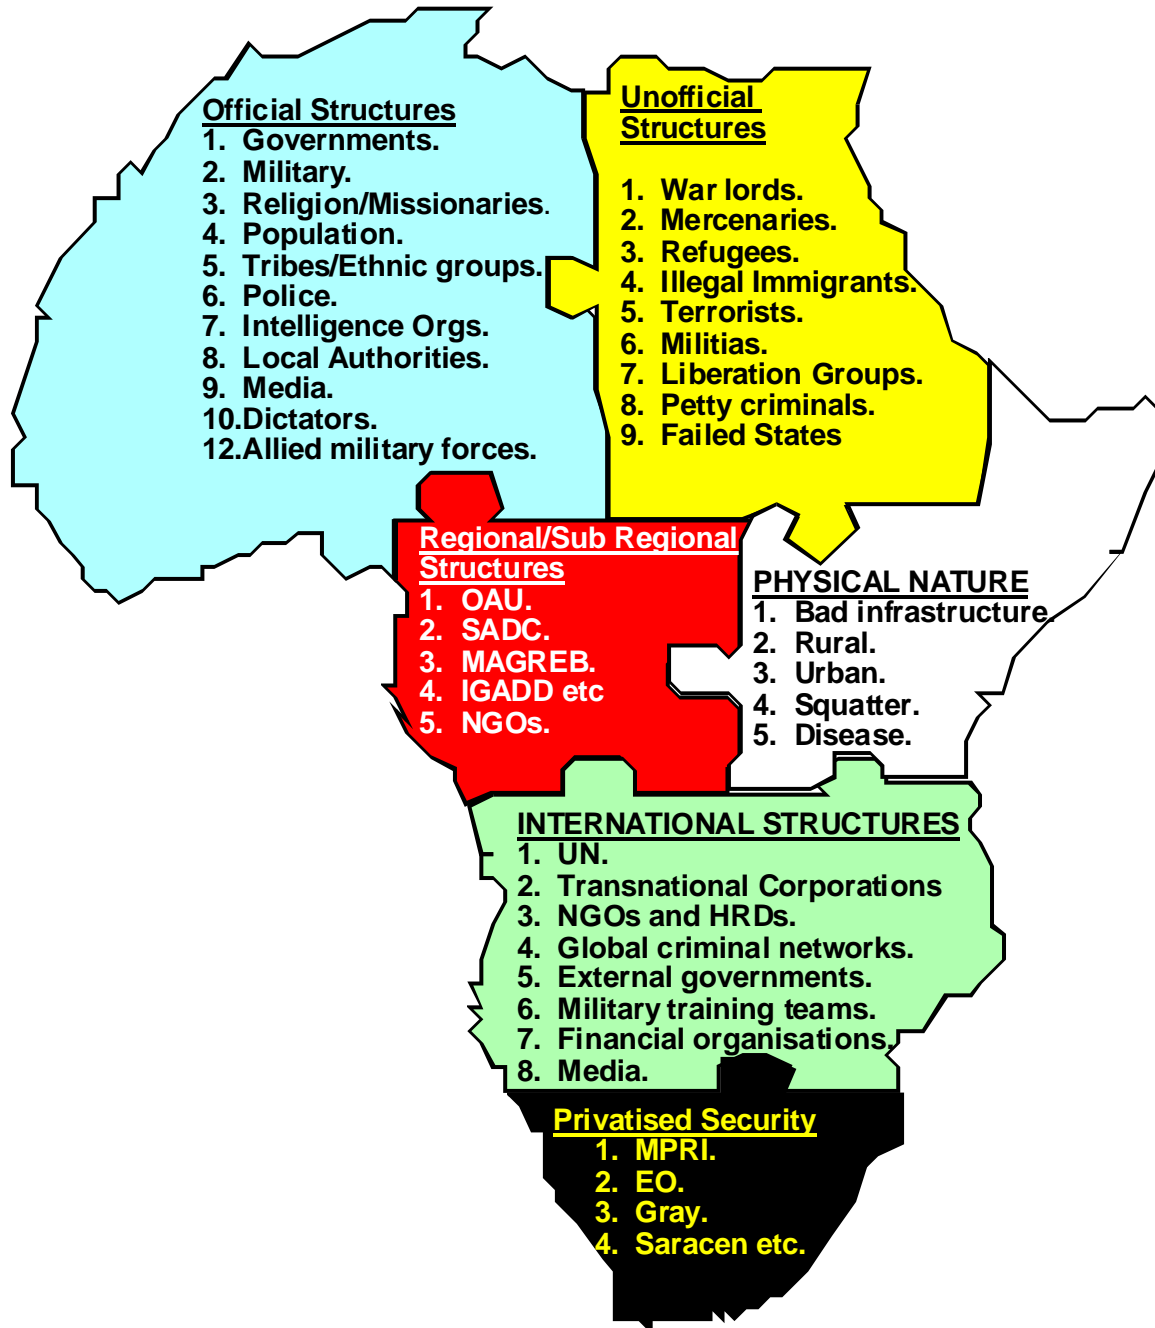 Official Structures
1. Governments.
2. Military.
3. Religion/Missionaries.
4. Population.
5. Tribes/Ethnic groups.
6. Police.
7. Intelligence Orgs.
8. Local Authorities.
9. Media.
10.Dictators.
12.Allied military forces.
Unofficial
Structures
1. War lords.
2. Mercenaries.
3. Refugees.
4. Illegal Immigrants.
5. Terrorists.
6. Militias.
7. Liberation Groups.
8. Petty criminals.
9. Failed States
Regional/Sub Regional
Structures
1. OAU.
2. SADC.
3. MAGREB.
4. IGADD etc
5. NGOs.
PHYSICAL NATURE
1. Bad infrastructure.
2. Rural.
3. Urban.
4. Squatter.
5. Disease.
INTERNATIONAL STRUCTURES
1. UN.
2. Transnational Corporations
3. NGOs and HRDs.
4. Global criminal networks.
5. External governments.
6. Military training teams.
7. Financial organisations.
8. Media.
Privatised Security
1. MPRI.
2. EO.
3. Gray.
4. Saracen etc.